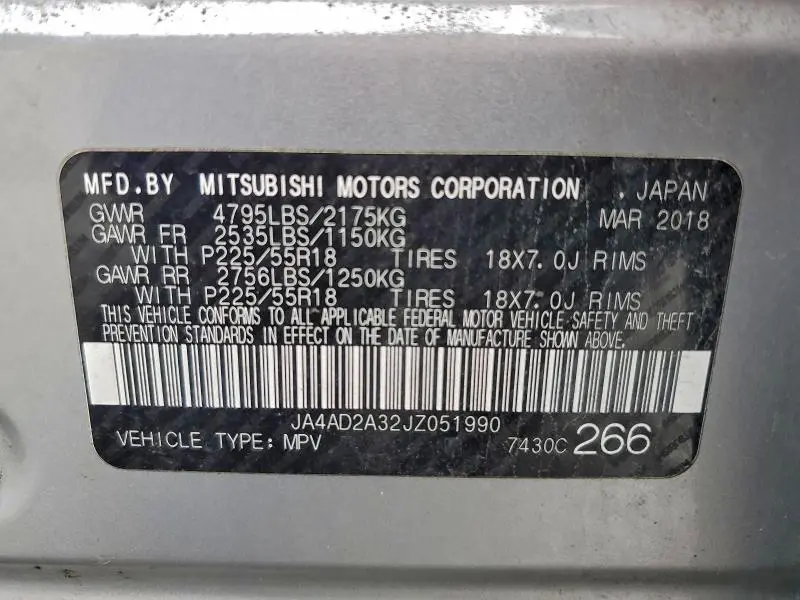 MFD.BY MITSUBISHI MOTORS CORPORATION . JAPAN
GVWR 4795LBS/2175KG MAR 2018
GAWR FR 2535LBS/1150KG
WITH P225/55R18 TIRES 18X7.0J RIMS
GAWR RR 2756LBS/1250KG
WITH P225/55R18 TIRES 18X7.0J RIMS
THIS VEHICLE CONFORMS TO ALL APPLICABLE FEDERAL MOTOR VEHICLE SAFETY AND THEFT
PREVENTION STANDARDS IN EFFECT ON THE DATE OF MANUFACTURE SHOWN ABOVE.
JA4AD2A32JZ051990
VEHICLE TYPE: MPV 7430C 266